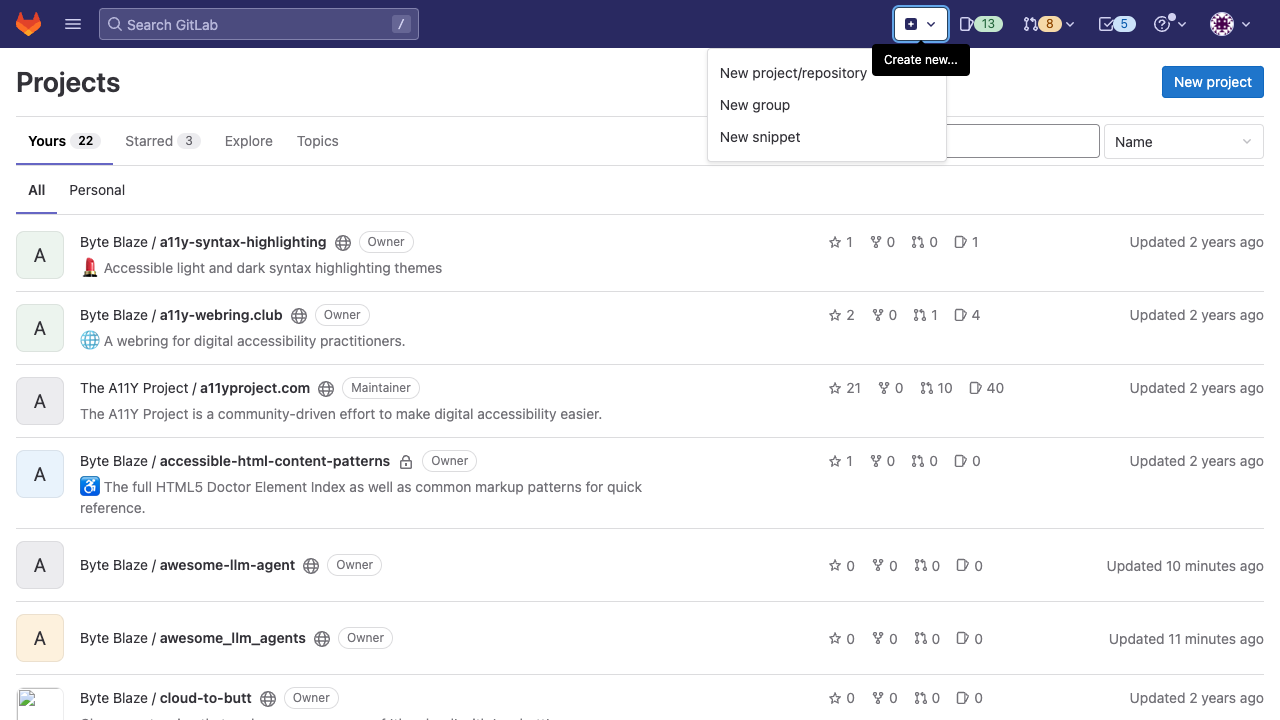 Search GitLab /
13
8
5
Create new...
New project/repository
New group
New snippet
Projects
New project
Yours 22
Starred 3
Explore
Topics
Name
All
Personal
A
Byte Blaze / a11y-syntax-highlighting Owner
1 0 0 1
Updated 2 years ago
Accessible light and dark syntax highlighting themes
A
Byte Blaze / a11y-webring.club Owner
2 0 1 4
Updated 2 years ago
A webring for digital accessibility practitioners.
A
The A11Y Project / a11yproject.com Maintainer
21 0 10 40
Updated 2 years ago
The A11Y Project is a community-driven effort to make digital accessibility easier.
A
Byte Blaze / accessible-html-content-patterns Owner
1 0 0 0
Updated 2 years ago
The full HTML5 Doctor Element Index as well as common markup patterns for quick
reference.
A
Byte Blaze / awesome-llm-agent Owner
0 0 0 0
Updated 10 minutes ago
A
Byte Blaze / awesome_llm_agents Owner
0 0 0 0
Updated 11 minutes ago
Byte Blaze / cloud-to-butt Owner
0 0 0 0
Updated 2 years ago